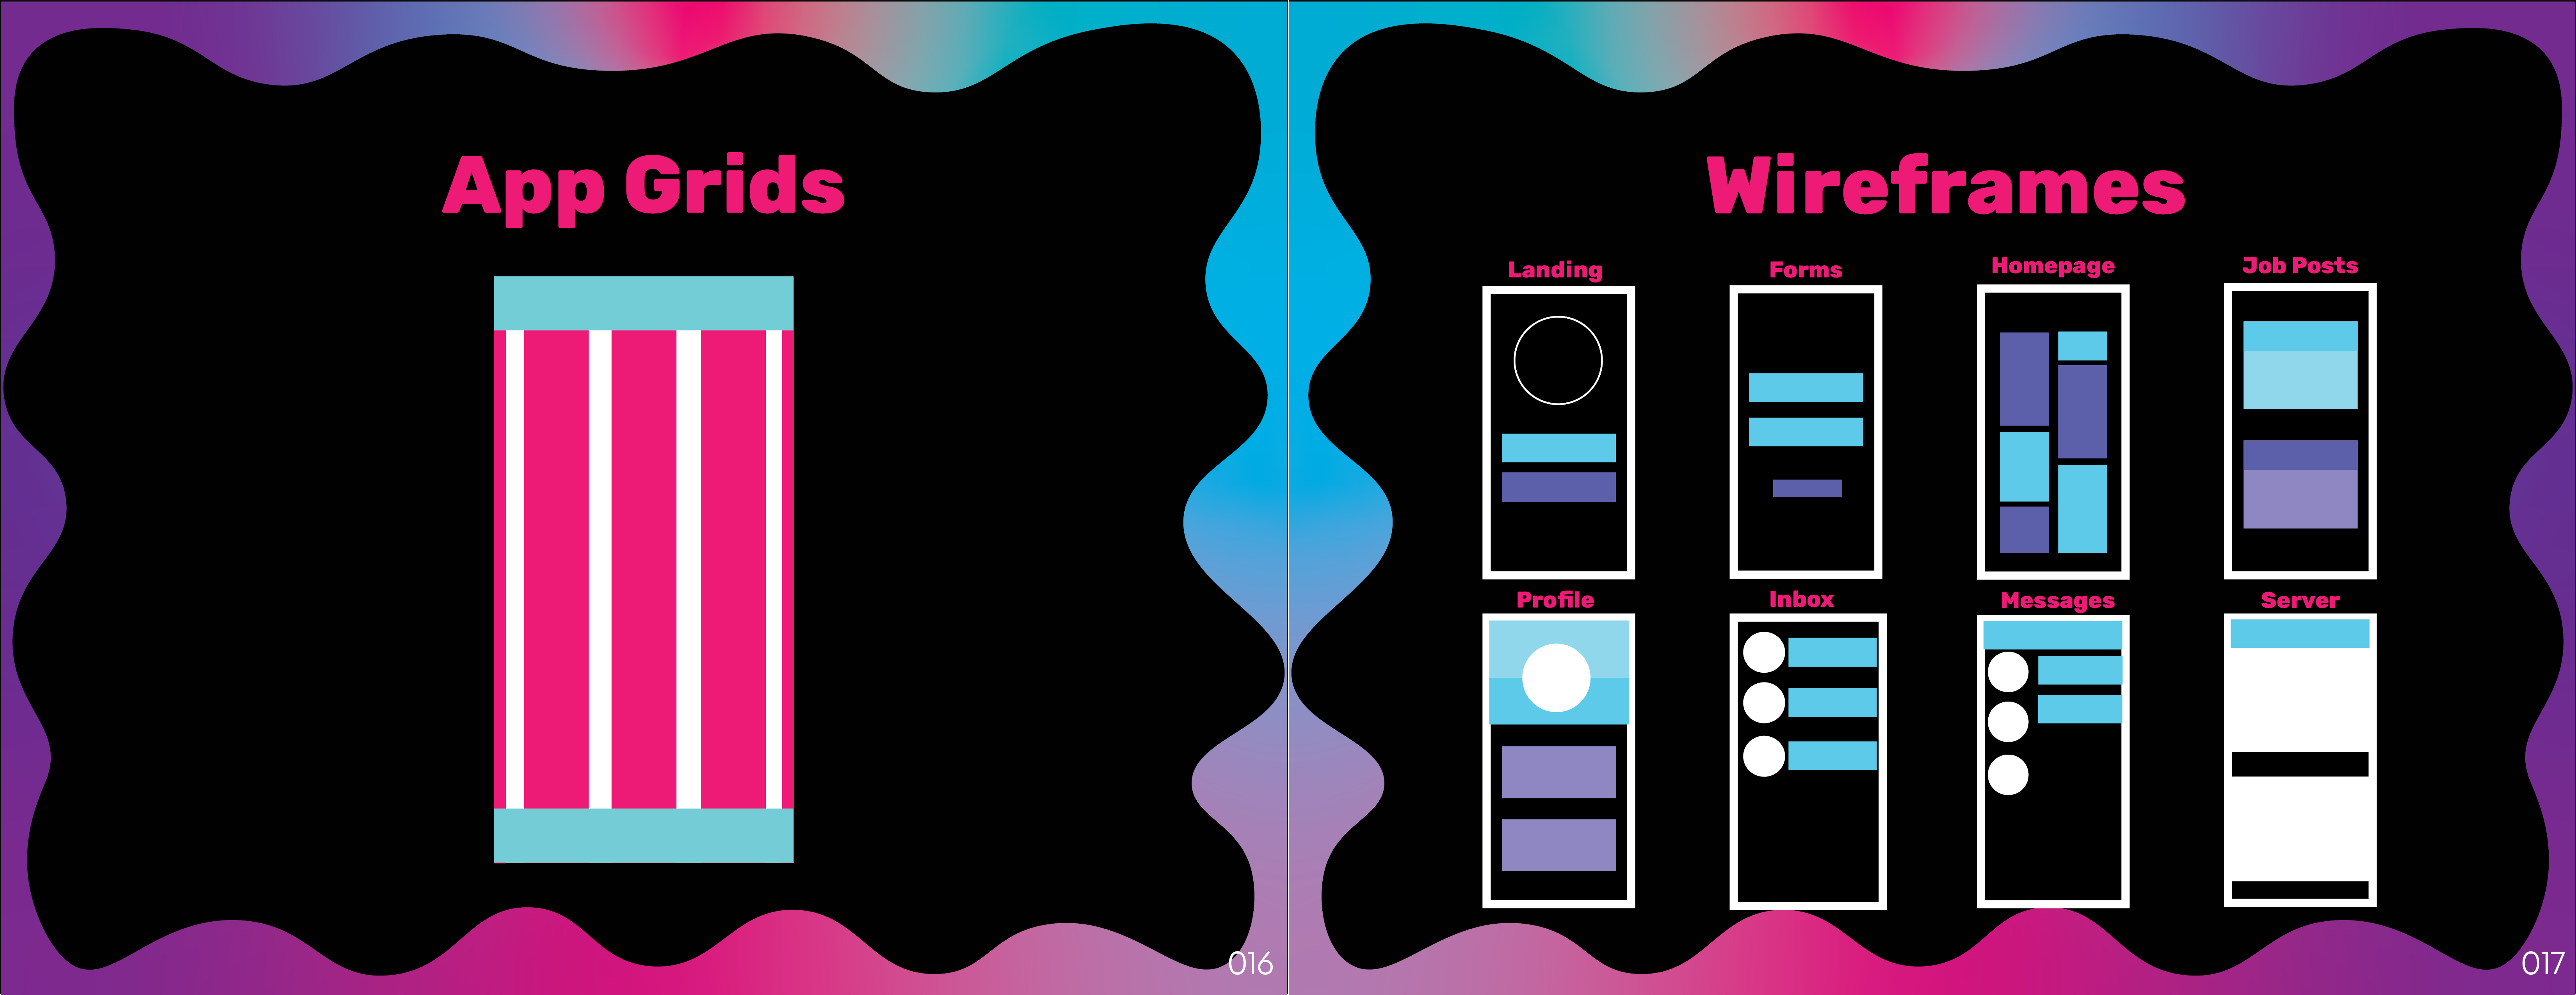 App Grids
016
Wireframes
Landing
Forms
Homepage
Job Posts
Profile
Inbox
Messages
Server
017